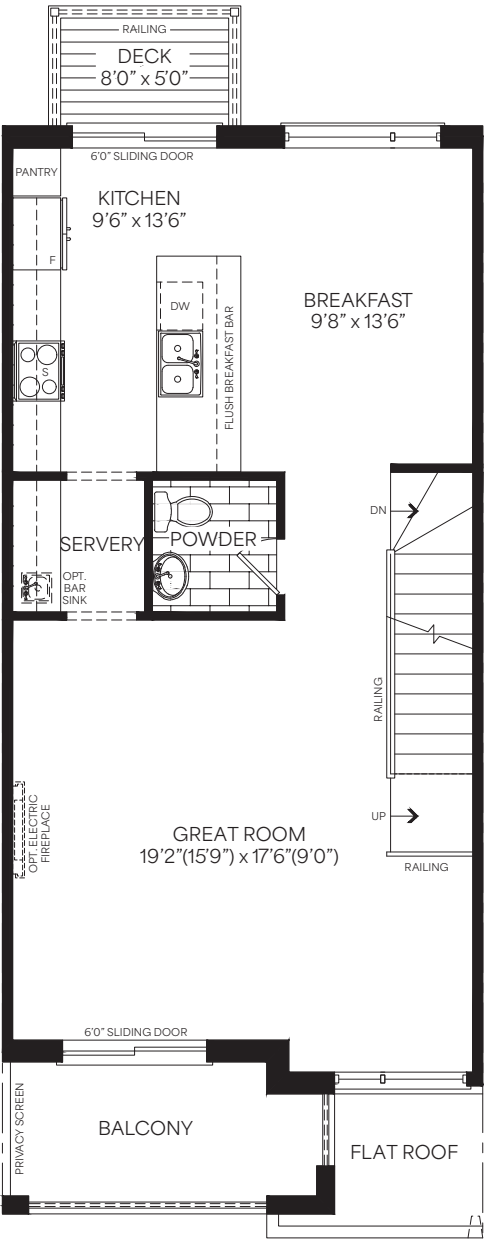 RAILING
DECK
8'0" x 5'0"
6'0" SLIDING DOOR
PANTRY
KITCHEN
9'6" x 13'6"
F
BREAKFAST
9'8" x 13'6"
DW
FLUSH BREAKFAST BAR
S
DN
SERVERY
POWDER
OPT.
BAR
SINK
RAILING
OPT. ELECTRIC
FIREPLACE
UP
GREAT ROOM
19'2"(15'9") x 17'6"(9'0")
RAILING
6'0" SLIDING DOOR
PRIVACY SCREEN
BALCONY
FLAT ROOF